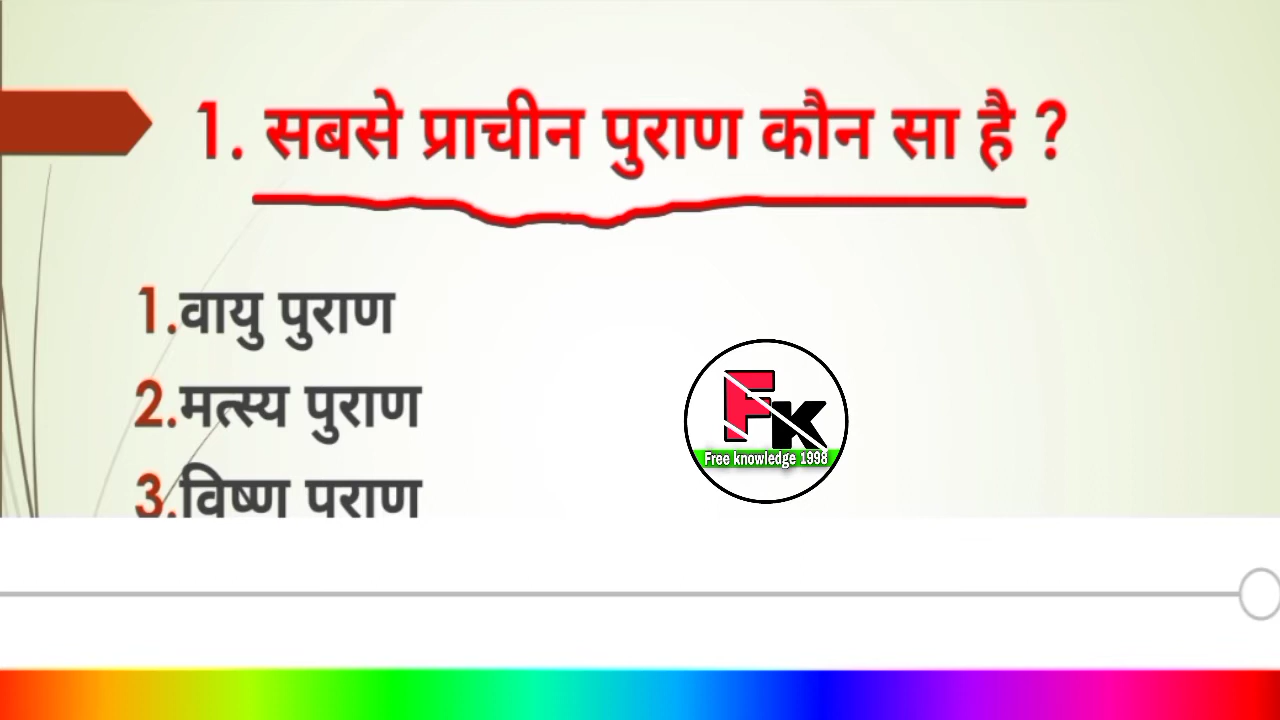 1. सबसे प्राचीन पुराण कौन सा है ?
1.वायु पुराण
2.मत्स्य पुराण
3.विष्ण पुराण
FK
Free knowledge 1998